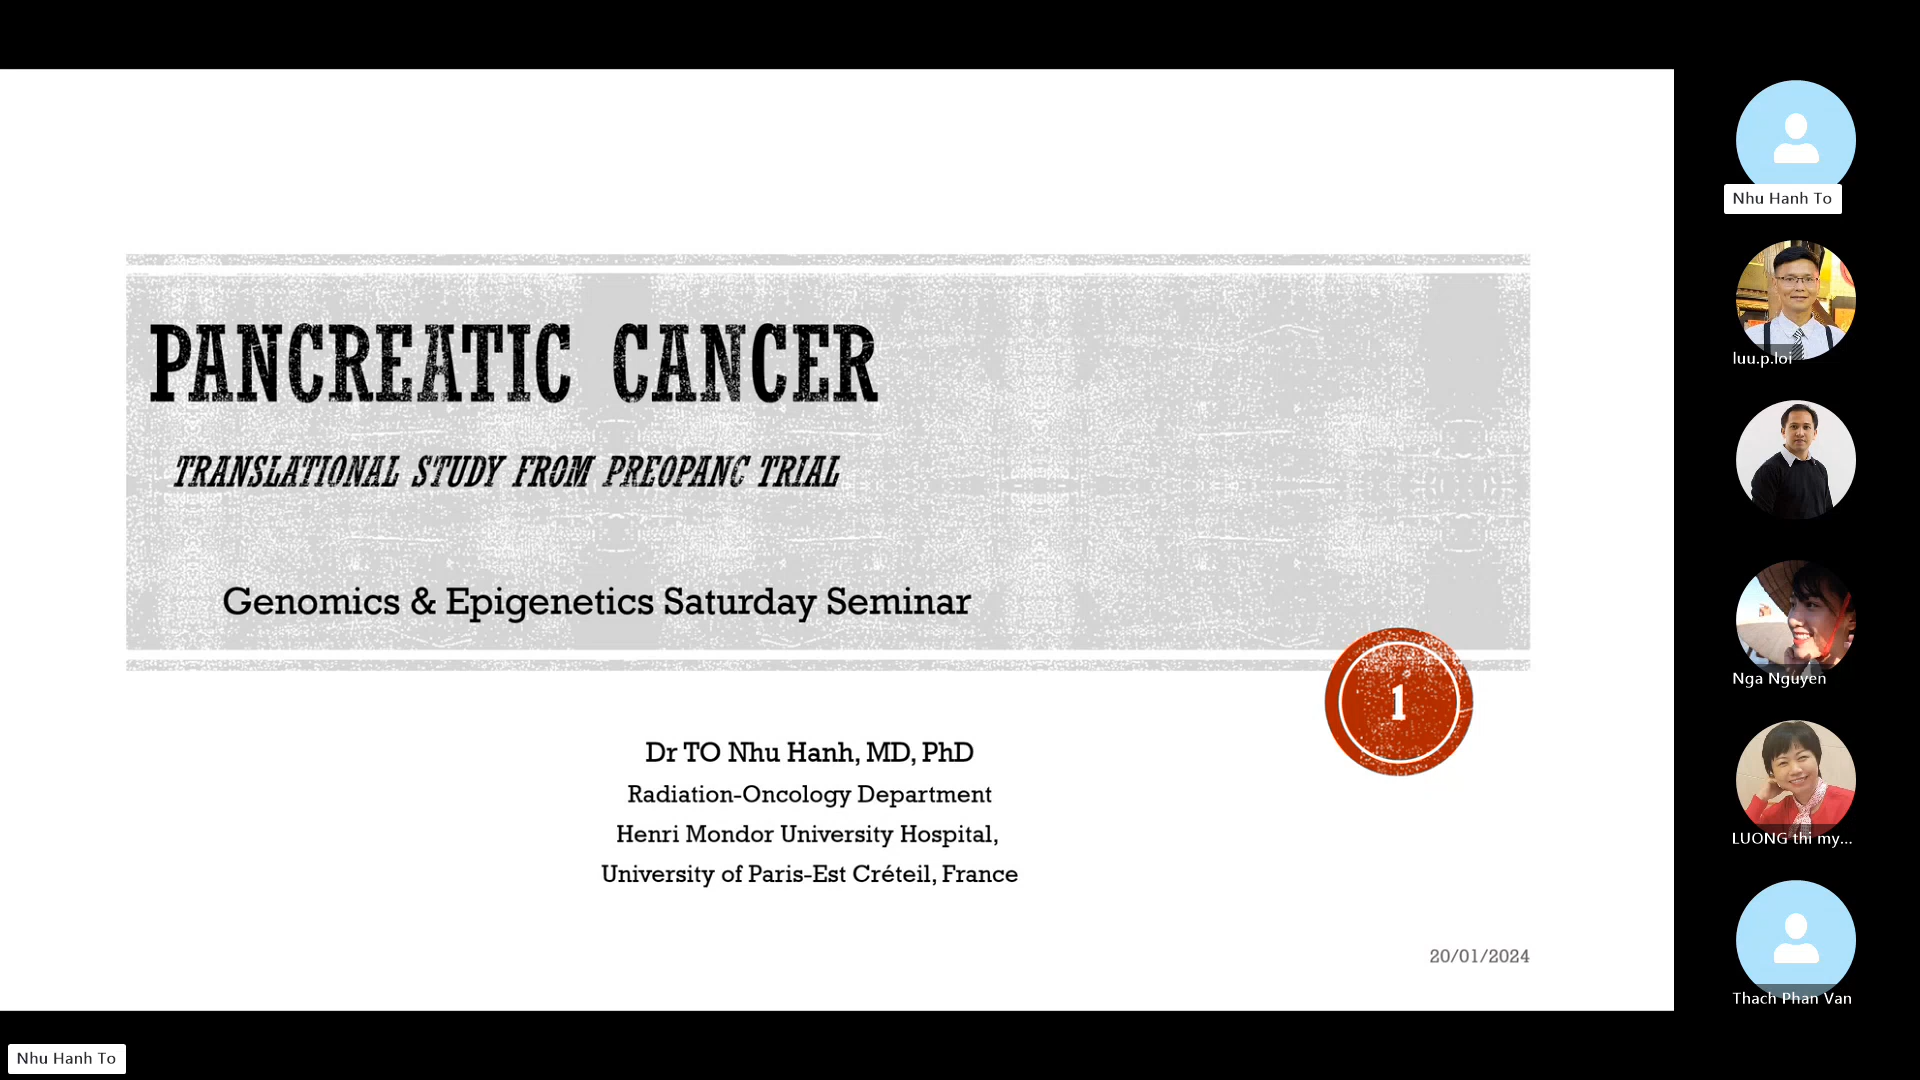 PANCREATIC CANCER
TRANSLATIONAL STUDY FROM PREOPANC TRIAL
Genomics & Epigenetics Saturday Seminar
1
Dr TO Nhu Hanh, MD, PhD
Radiation-Oncology Department
Henri Mondor University Hospital,
University of Paris-Est Créteil, France
20/01/2024
Nhu Hanh To
Nhu Hanh To
luu.p.loi
Nga Nguyen
LUONG thi my...
Thach Phan Van